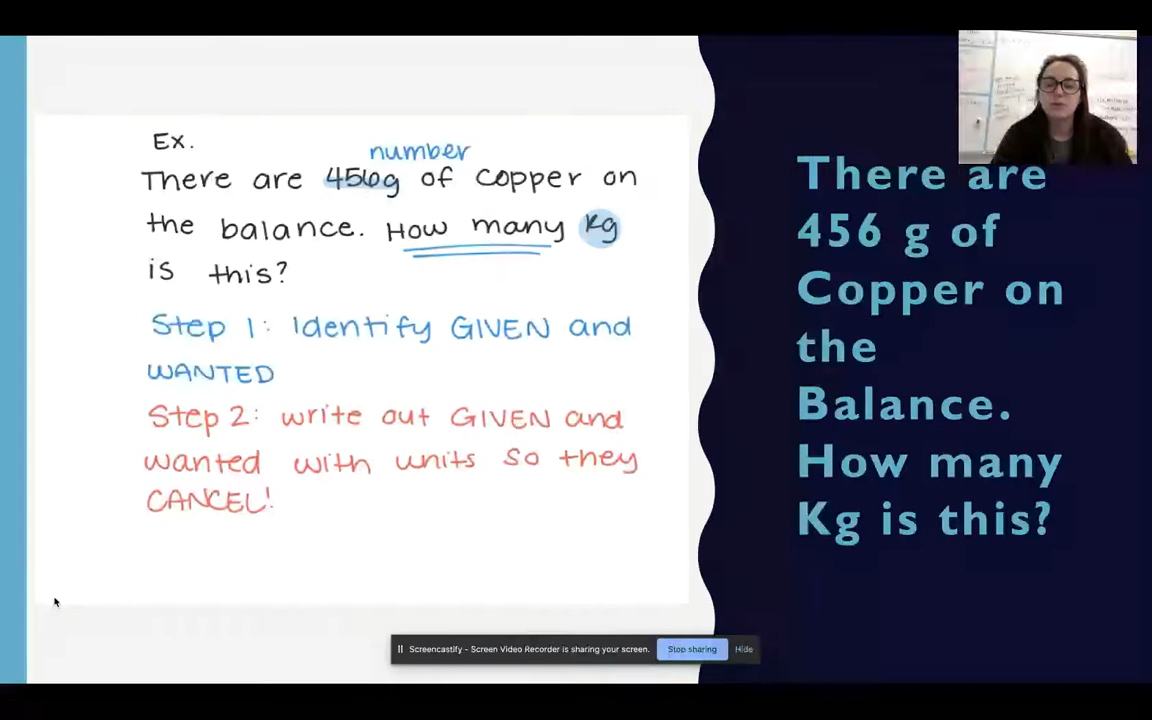 Ex.
number
There are 456g of copper on
the balance. How many kg
is this?
Step 1: Identify GIVEN and
WANTED
Step 2: write out GIVEN and
wanted with units so they
CANCEL!
There are
456 g of
Copper on
the
Balance.
How many
Kg is this?
Screencastify - Screen Video Recorder is sharing your screen.
Stop sharing
Hide